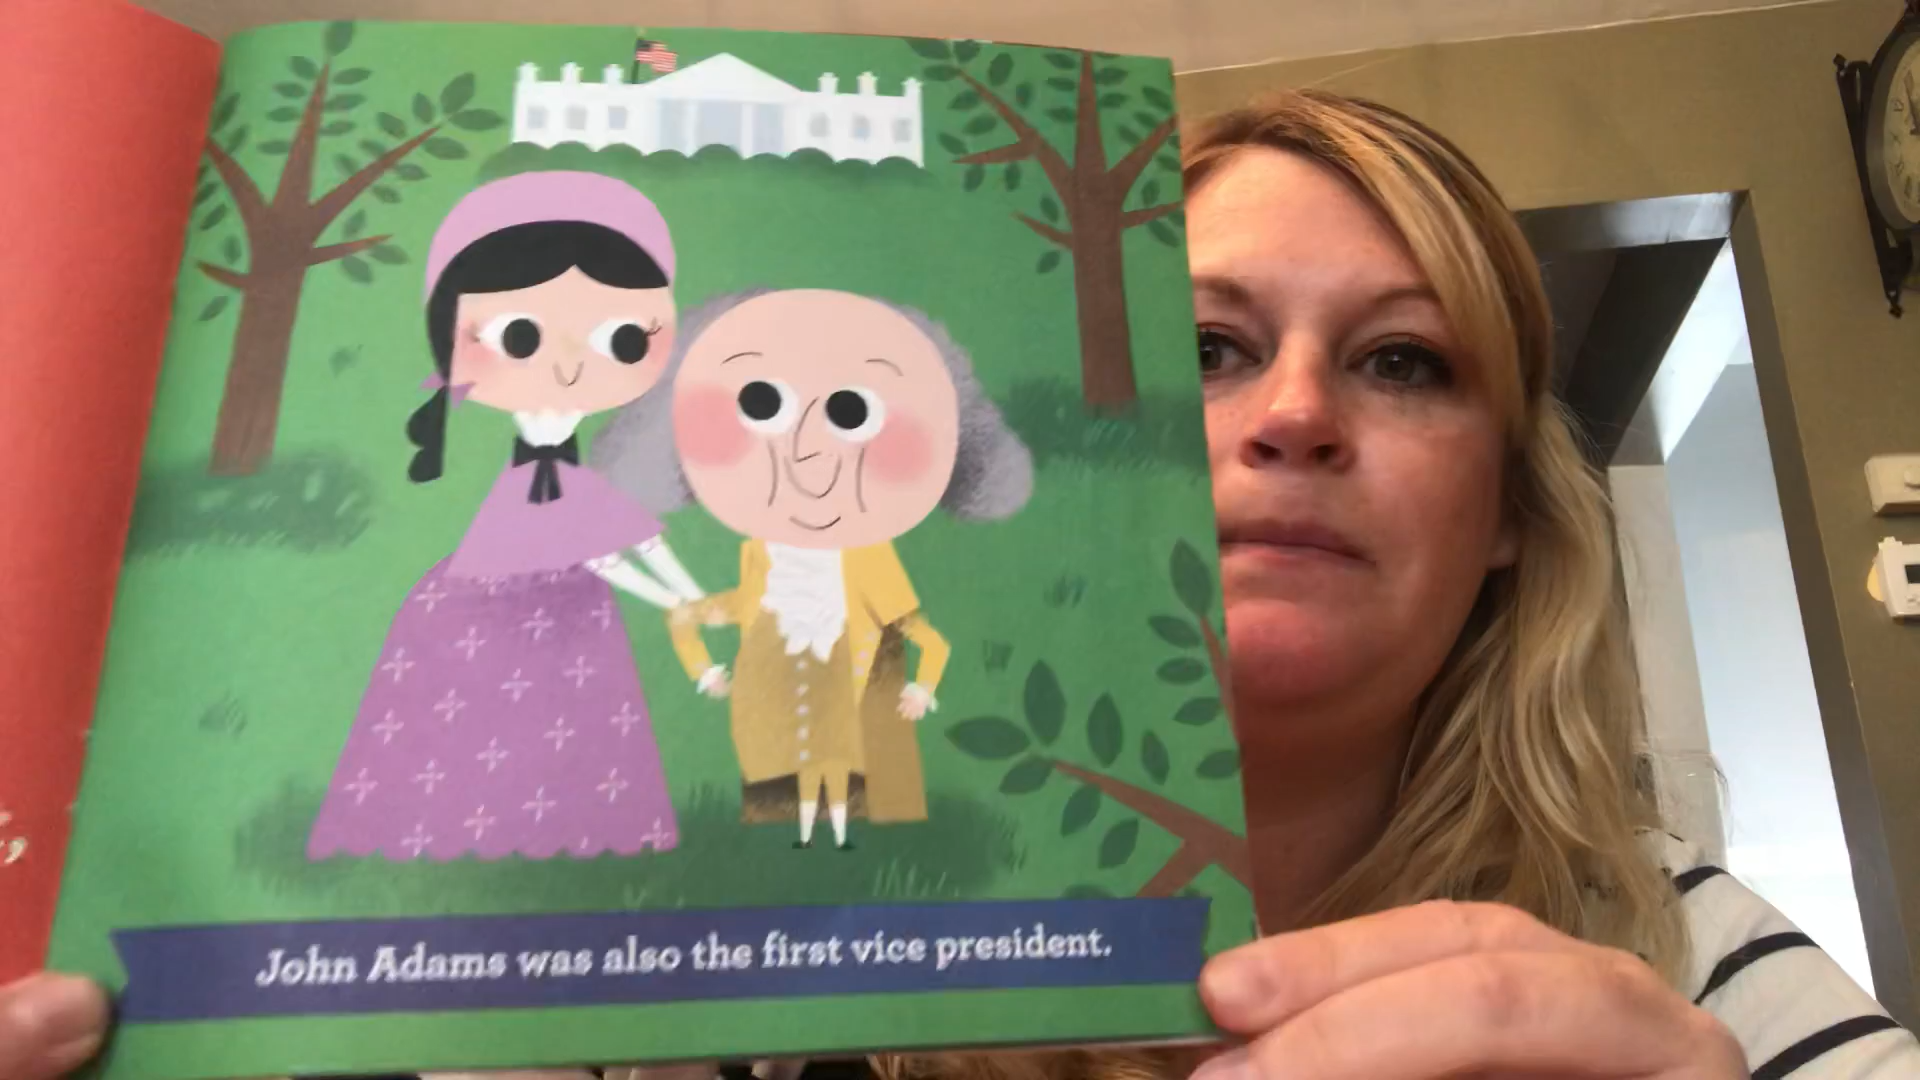 John Adams was also the first vice president.